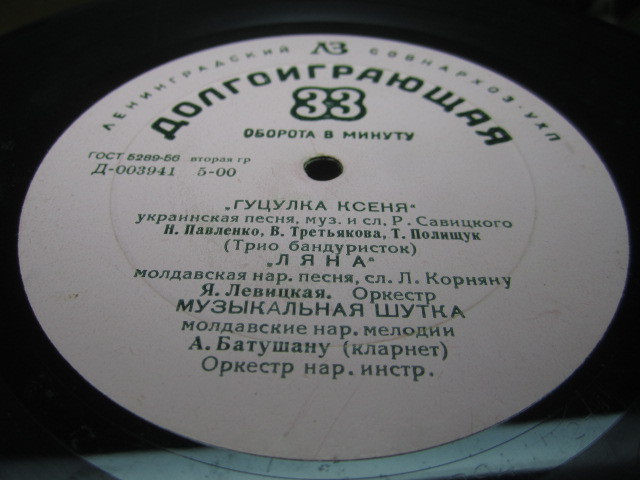 ЛЕНИНГРАДСКИЙ ЛЗ СОВНАРХОЗ-УХП
ДОЛГОИГРАЮЩАЯ
33
ОБОРОТА В МИНУТУ
ГОСТ 5289-56 вторая гр
Д-003941 5-00
„ГУЦУЛКА КСЕНЯ“
украинская песня, муз. и сл. Р. Савицкого
Н. Павленко, В. Третьякова, Т. Полищук
(Трио бандуристок)
„ЛЯНА“
молдавская нар. песня, сл. Л. Корняну
Я. Левицкая. Оркестр
МУЗЫКАЛЬНАЯ ШУТКА
молдавские нар. мелодии
А. Батушану (кларнет)
Оркестр нар. инстр.